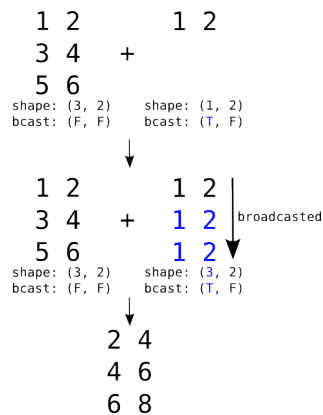 1 2 1 2
3 4 +
5 6
shape: (3, 2) shape: (1, 2)
bcast: (F, F) bcast: (T, F)
1 2 1 2
3 4 + 1 2 broadcasted
5 6 1 2
shape: (3, 2) shape: (3, 2)
bcast: (F, F) bcast: (T, F)
2 4
4 6
6 8